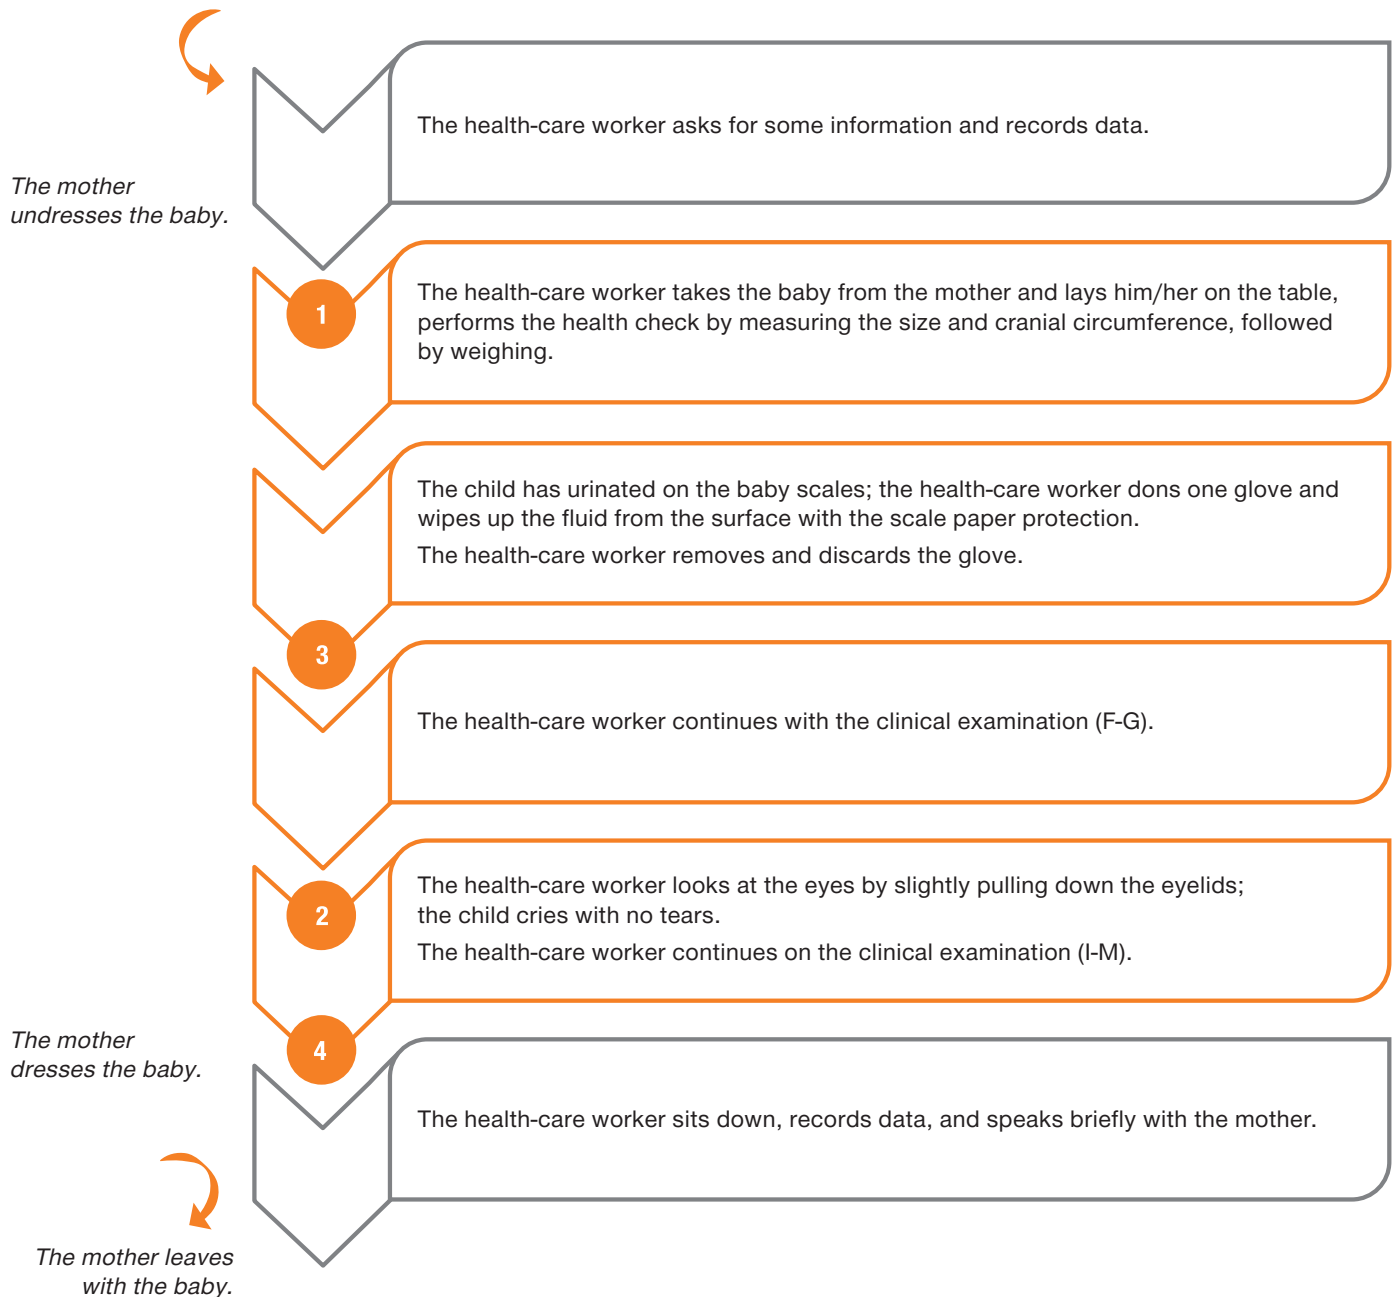 The health-care worker asks for some information and records data.
The mother
undresses the baby.
1
The health-care worker takes the baby from the mother and lays him/her on the table,
performs the health check by measuring the size and cranial circumference, followed
by weighing.
The child has urinated on the baby scales; the health-care worker dons one glove and
wipes up the fluid from the surface with the scale paper protection.
The health-care worker removes and discards the glove.
3
The health-care worker continues with the clinical examination (F-G).
2
The health-care worker looks at the eyes by slightly pulling down the eyelids;
the child cries with no tears.
The health-care worker continues on the clinical examination (I-M).
The mother
dresses the baby.
4
The health-care worker sits down, records data, and speaks briefly with the mother.
The mother leaves
with the baby.